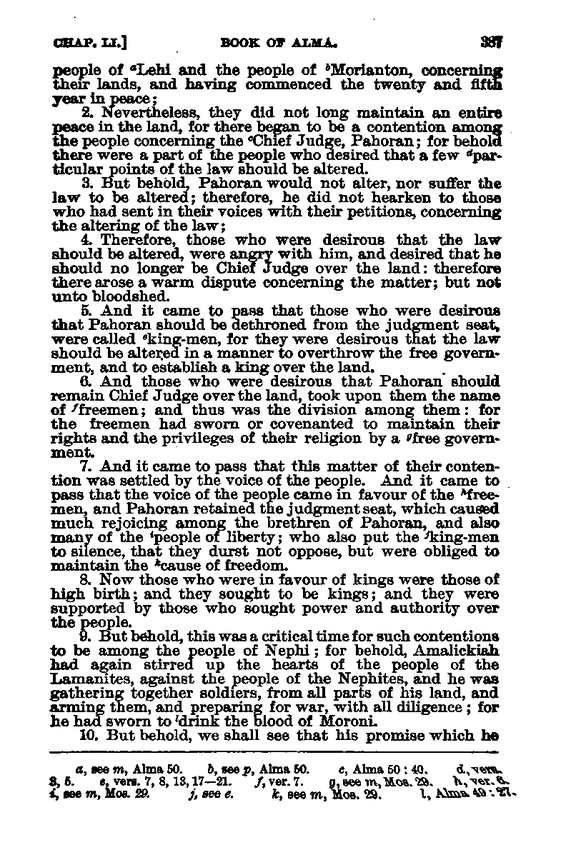 CHAP. LI.] BOOK OF ALMA. 387
people of ᵃLehi and the people of ᵇMorianton, concerning
their lands, and having commenced the twenty and fifth
year in peace;
2. Nevertheless, they did not long maintain an entire
peace in the land, for there began to be a contention among
the people concerning the ᶜChief Judge, Pahoran; for behold
there were a part of the people who desired that a few ᵈpar-
ticular points of the law should be altered.
3. But behold, Pahoran would not alter, nor suffer the
law to be altered; therefore, he did not hearken to those
who had sent in their voices with their petitions, concerning
the altering of the law;
4. Therefore, those who were desirous that the law
should be altered, were angry with him, and desired that he
should no longer be Chief Judge over the land: therefore
there arose a warm dispute concerning the matter; but not
unto bloodshed.
5. And it came to pass that those who were desirous
that Pahoran should be dethroned from the judgment seat,
were called ᵉking-men, for they were desirous that the law
should be altered in a manner to overthrow the free govern-
ment, and to establish a king over the land.
6. And those who were desirous that Pahoran should
remain Chief Judge over the land, took upon them the name
of ᶠfreemen; and thus was the division among them: for
the freemen had sworn or covenanted to maintain their
rights and the privileges of their religion by a ᵍfree govern-
ment.
7. And it came to pass that this matter of their conten-
tion was settled by the voice of the people. And it came to
pass that the voice of the people came in favour of the ʰfree-
men, and Pahoran retained the judgment seat, which caused
much rejoicing among the brethren of Pahoran, and also
many of the ⁱpeople of liberty; who also put the ʲking-men
to silence, that they durst not oppose, but were obliged to
maintain the ᵏcause of freedom.
8. Now those who were in favour of kings were those of
high birth; and they sought to be kings; and they were
supported by those who sought power and authority over
the people.
9. But behold, this was a critical time for such contentions
to be among the people of Nephi; for behold, Amalickiah
had again stirred up the hearts of the people of the
Lamanites, against the people of the Nephites, and he was
gathering together soldiers, from all parts of his land, and
arming them, and preparing for war, with all diligence; for
he had sworn to ˡdrink the blood of Moroni.
10. But behold, we shall see that his promise which he
a, see m, Alma 50. b, see p, Alma 50. c, Alma 50: 40. d, vers.
3, 5. e, vers. 7, 8, 13, 17—21. f, ver. 7. g, see m, Mos. 29. h, ver. 6.
i, see m, Mos. 29. j, see e. k, see m, Mos. 29. l, Alma 49: 27.